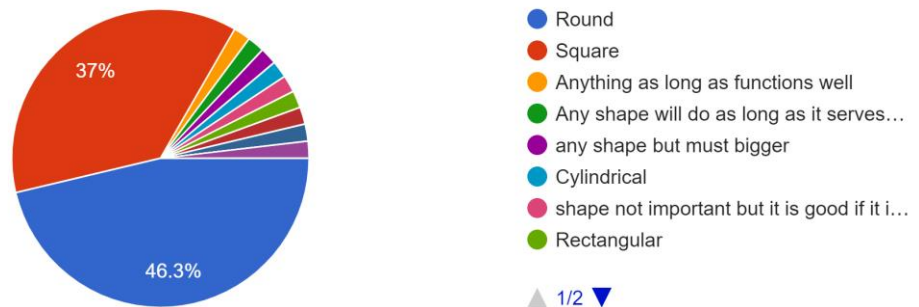 37%
46.3%
Round
Square
Anything as long as functions well
Any shape will do as long as it serves…
any shape but must bigger
Cylindrical
shape not important but it is good if it i…
Rectangular
1/2